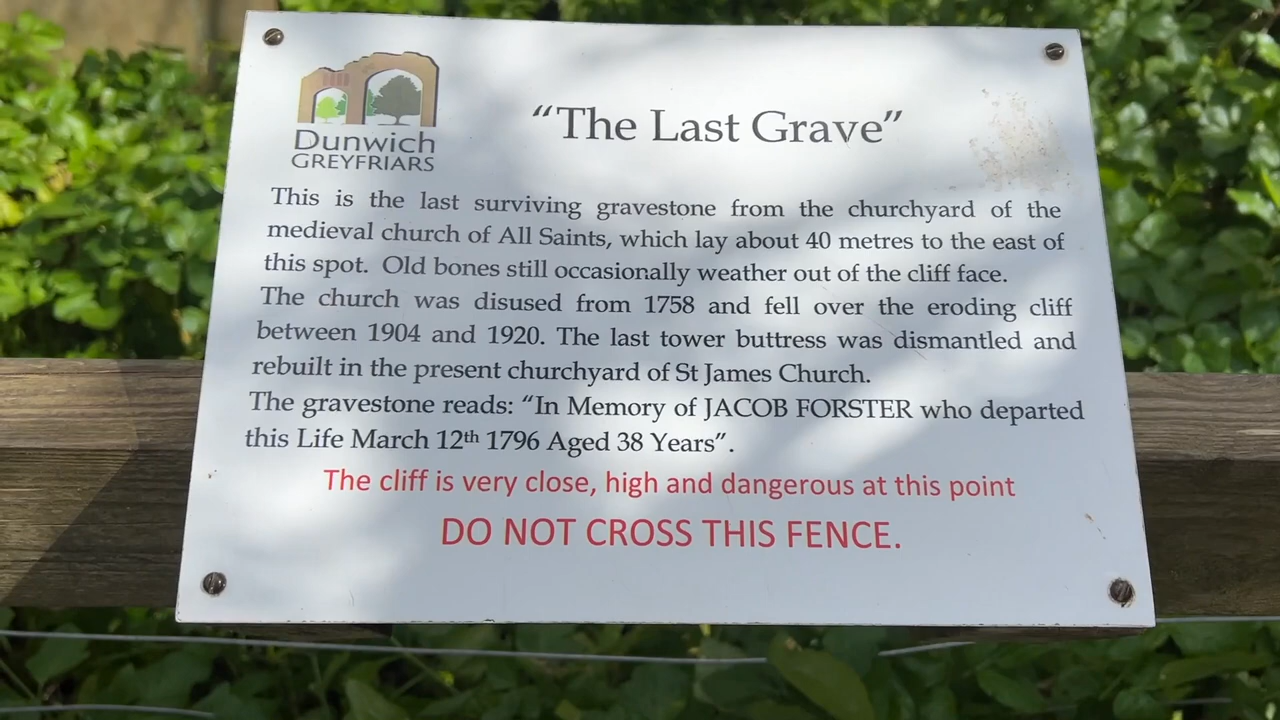 Dunwich
GREYFRIARS
“The Last Grave”
This is the last surviving gravestone from the churchyard of the
medieval church of All Saints, which lay about 40 metres to the east of
this spot. Old bones still occasionally weather out of the cliff face.
The church was disused from 1758 and fell over the eroding cliff
between 1904 and 1920. The last tower buttress was dismantled and
rebuilt in the present churchyard of St James Church.
The gravestone reads: “In Memory of JACOB FORSTER who departed
this Life March 12th 1796 Aged 38 Years”.
The cliff is very close, high and dangerous at this point
DO NOT CROSS THIS FENCE.